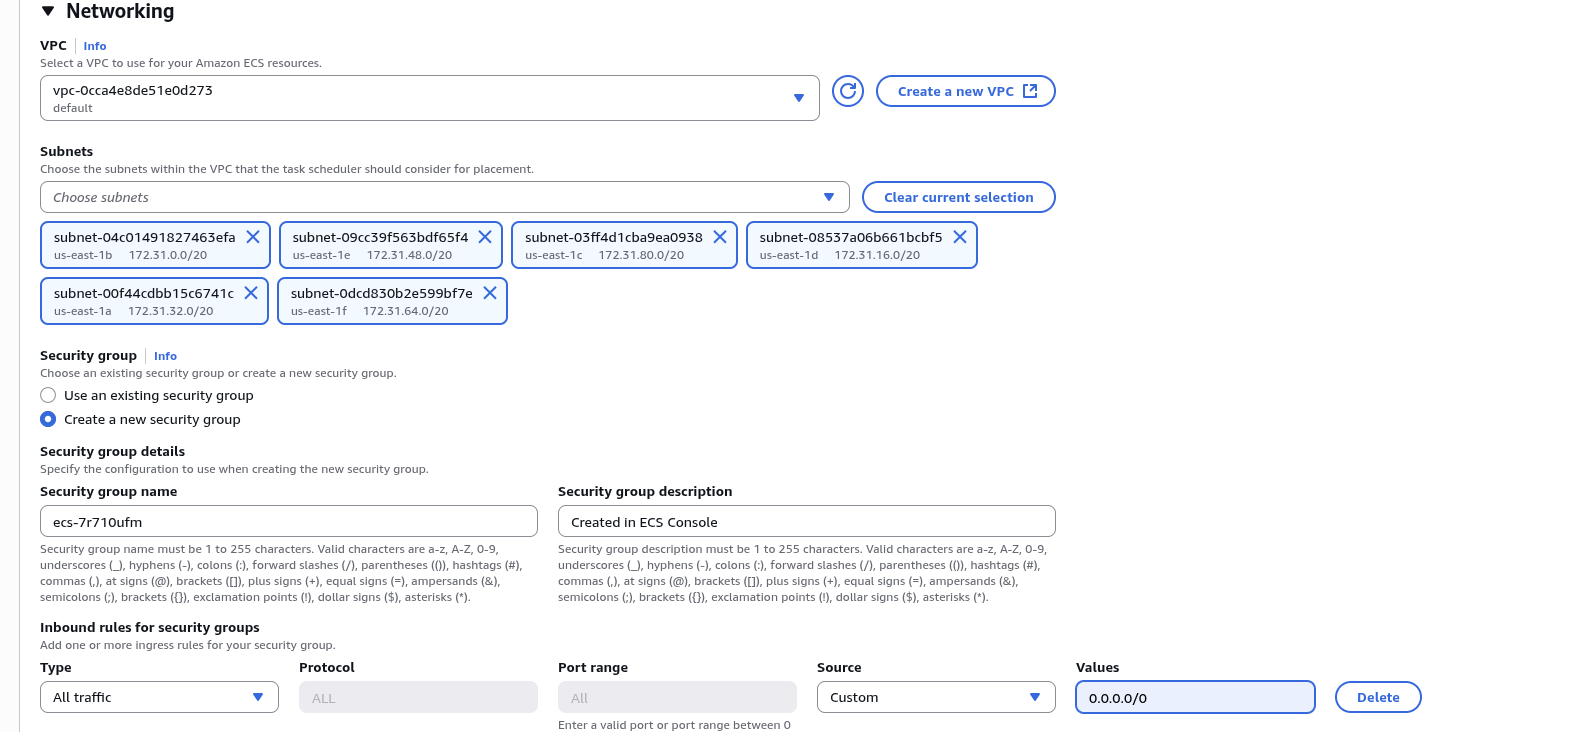 Networking
VPC Info
Select a VPC to use for your Amazon ECS resources.
vpc-0cca4e8de51e0d273
default
Create a new VPC
Subnets
Choose the subnets within the VPC that the task scheduler should consider for placement.
Choose subnets
Clear current selection
subnet-04c01491827463efa subnet-09cc39f563bdf65f4 subnet-03ff4d1cba9ea0938 subnet-08537a06b661bcbf5
us-east-1b 172.31.0.0/20 us-east-1e 172.31.48.0/20 us-east-1c 172.31.80.0/20 us-east-1d 172.31.16.0/20
subnet-00f44cdbb15c6741c subnet-0dcd830b2e599bf7e
us-east-1a 172.31.32.0/20 us-east-1f 172.31.64.0/20
Security group Info
Choose an existing security group or create a new security group.
Use an existing security group
Create a new security group
Security group details
Specify the configuration to use when creating the new security group.
Security group name
ecs-7r710ufm
Security group name must be 1 to 255 characters. Valid characters are a-z, A-Z, 0-9,
underscores (_), hyphens (-), colons (:), forward slashes (/), parentheses (()), hashtags (#),
commas (,), at signs (@), brackets ([]), plus signs (+), equal signs (=), ampersands (&),
semicolons (;), brackets ({}), exclamation points (!), dollar signs ($), asterisks (*).
Security group description
Created in ECS Console
Security group description must be 1 to 255 characters. Valid characters are a-z, A-Z, 0-9,
underscores (_), hyphens (-), colons (:), forward slashes (/), parentheses (()), hashtags (#),
commas (,), at signs (@), brackets ([]), plus signs (+), equal signs (=), ampersands (&),
semicolons (;), brackets ({}), exclamation points (!), dollar signs ($), asterisks (*).
Inbound rules for security groups
Add one or more ingress rules for your security group.
Type Protocol Port range Source Values
All traffic ALL All Custom 0.0.0.0/0 Delete
Enter a valid port or port range between 0